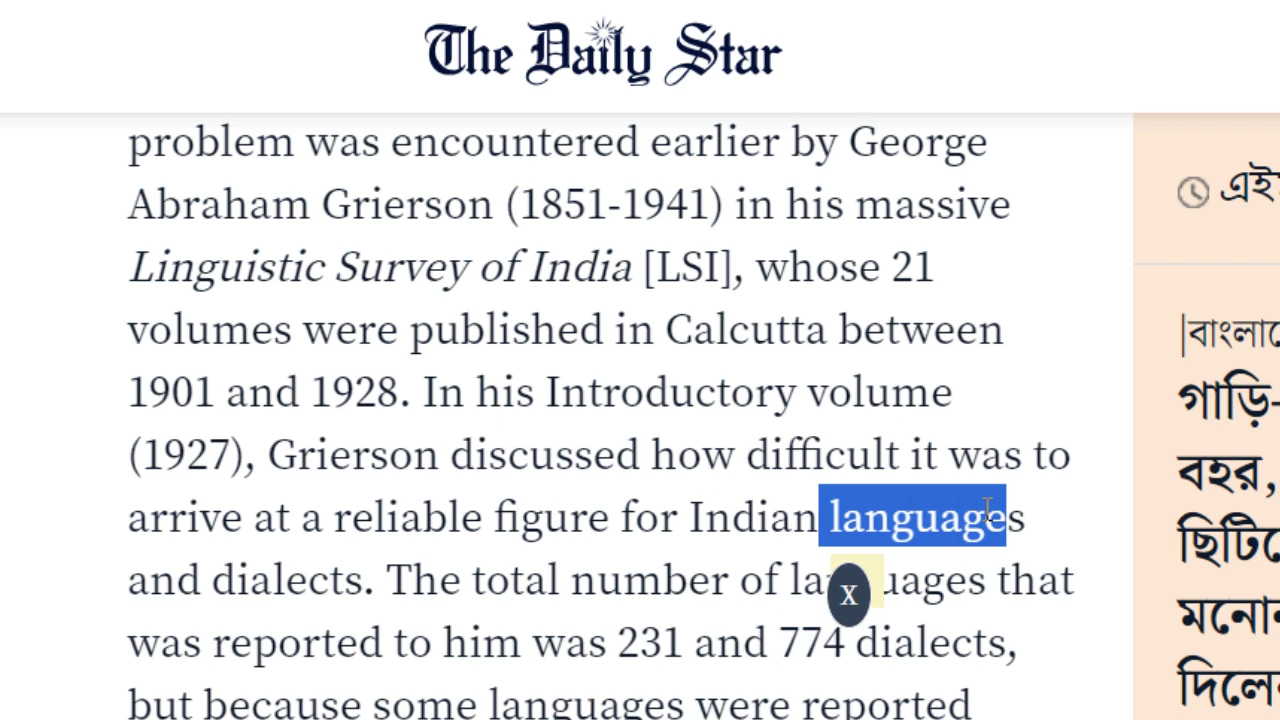 The Daily Star
problem was encountered earlier by George
Abraham Grierson (1851-1941) in his massive
Linguistic Survey of India [LSI], whose 21
volumes were published in Calcutta between
1901 and 1928. In his Introductory volume
(1927), Grierson discussed how difficult it was to
arrive at a reliable figure for Indian languages
and dialects. The total number of languages that
x
was reported to him was 231 and 774 dialects,
but because some languages were reported
গাড়ি-
বহর,